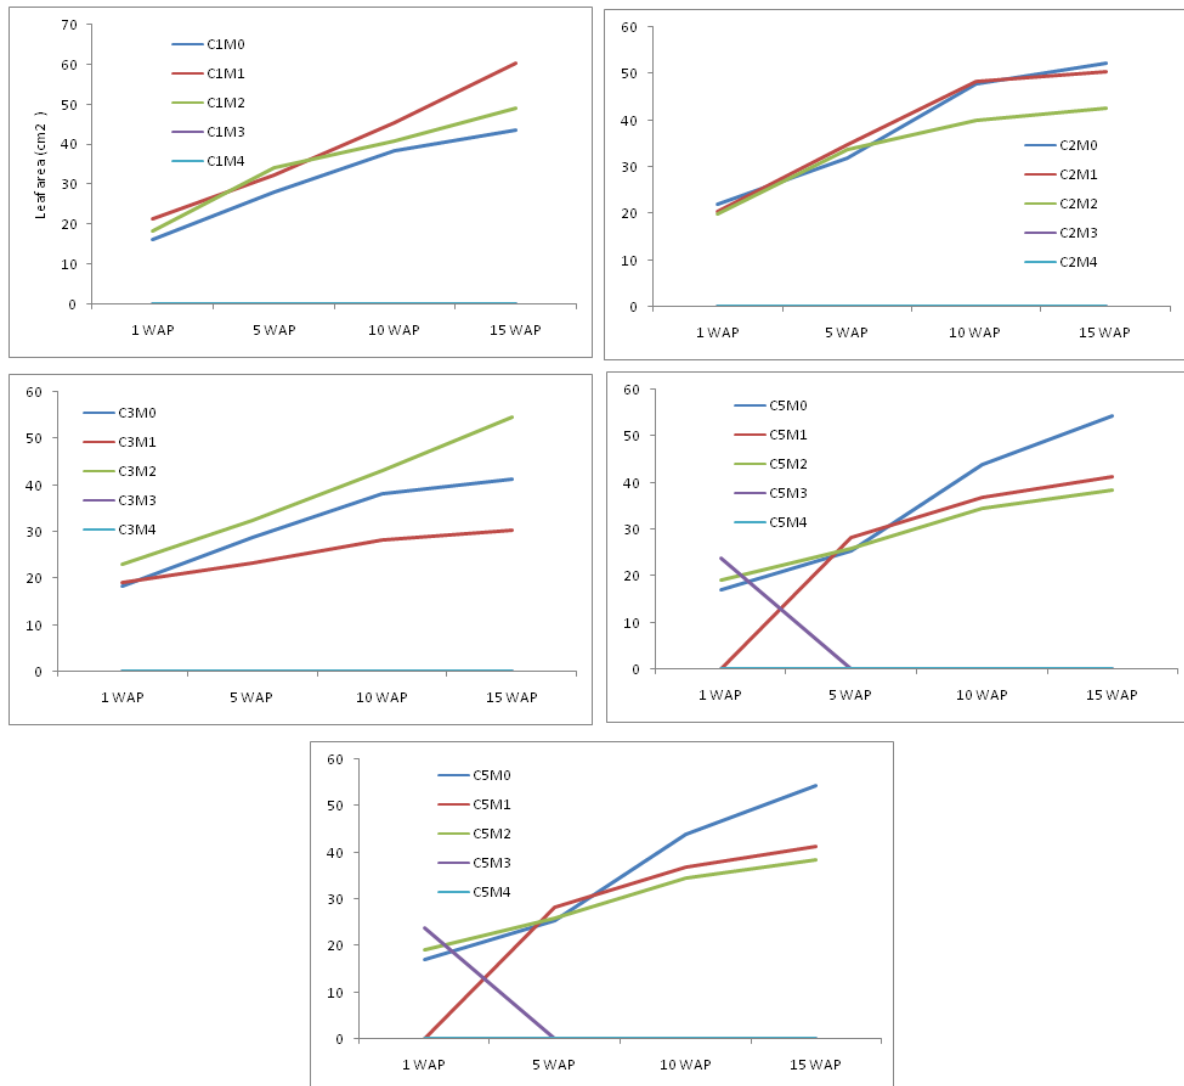 70
60
50
40
30
20
10
0
Leaf area (cm2 )
C1M0
C1M1
C1M2
C1M3
C1M4
1 WAP 5 WAP 10 WAP 15 WAP
60
50
40
30
20
10
0
C2M0
C2M1
C2M2
C2M3
C2M4
1 WAP 5 WAP 10 WAP 15 WAP
60
50
40
30
20
10
0
C3M0
C3M1
C3M2
C3M3
C3M4
1 WAP 5 WAP 10 WAP 15 WAP
60
50
40
30
20
10
0
C5M0
C5M1
C5M2
C5M3
C5M4
1 WAP 5 WAP 10 WAP 15 WAP
60
50
40
30
20
10
0
C5M0
C5M1
C5M2
C5M3
C5M4
1 WAP 5 WAP 10 WAP 15 WAP